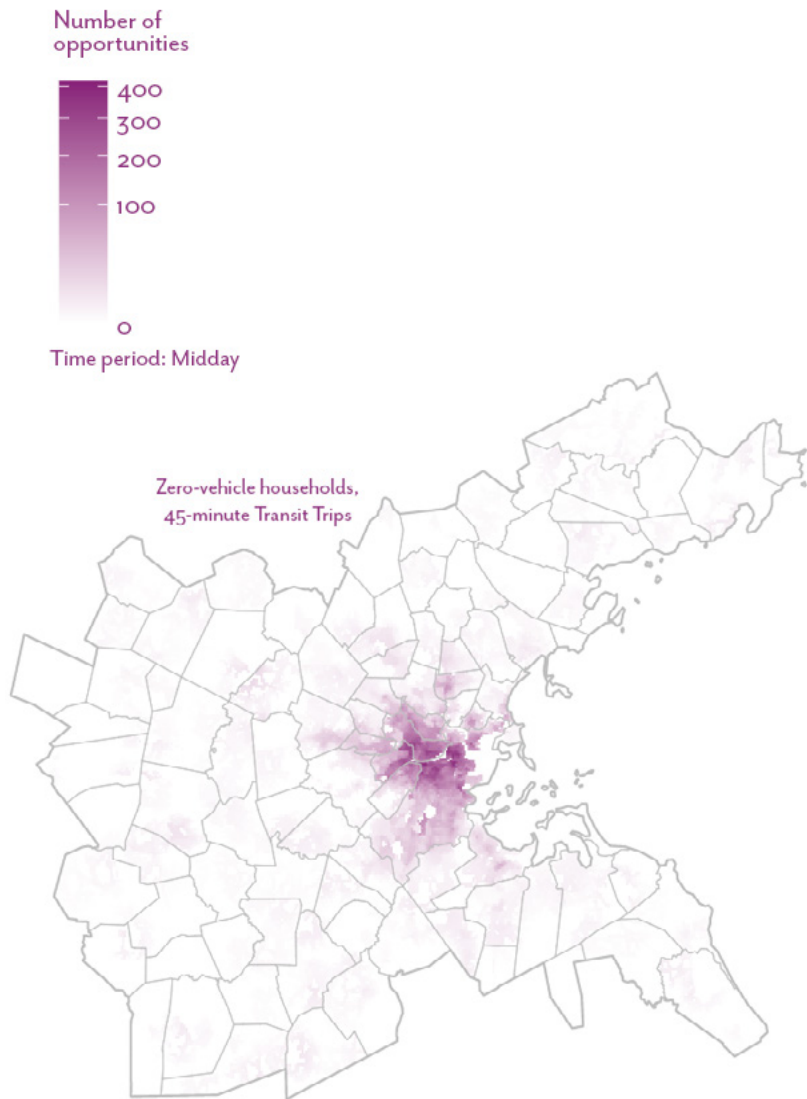 Number of
opportunities
400
300
200
100
0
Time period: Midday
Zero-vehicle households,
45-minute Transit Trips